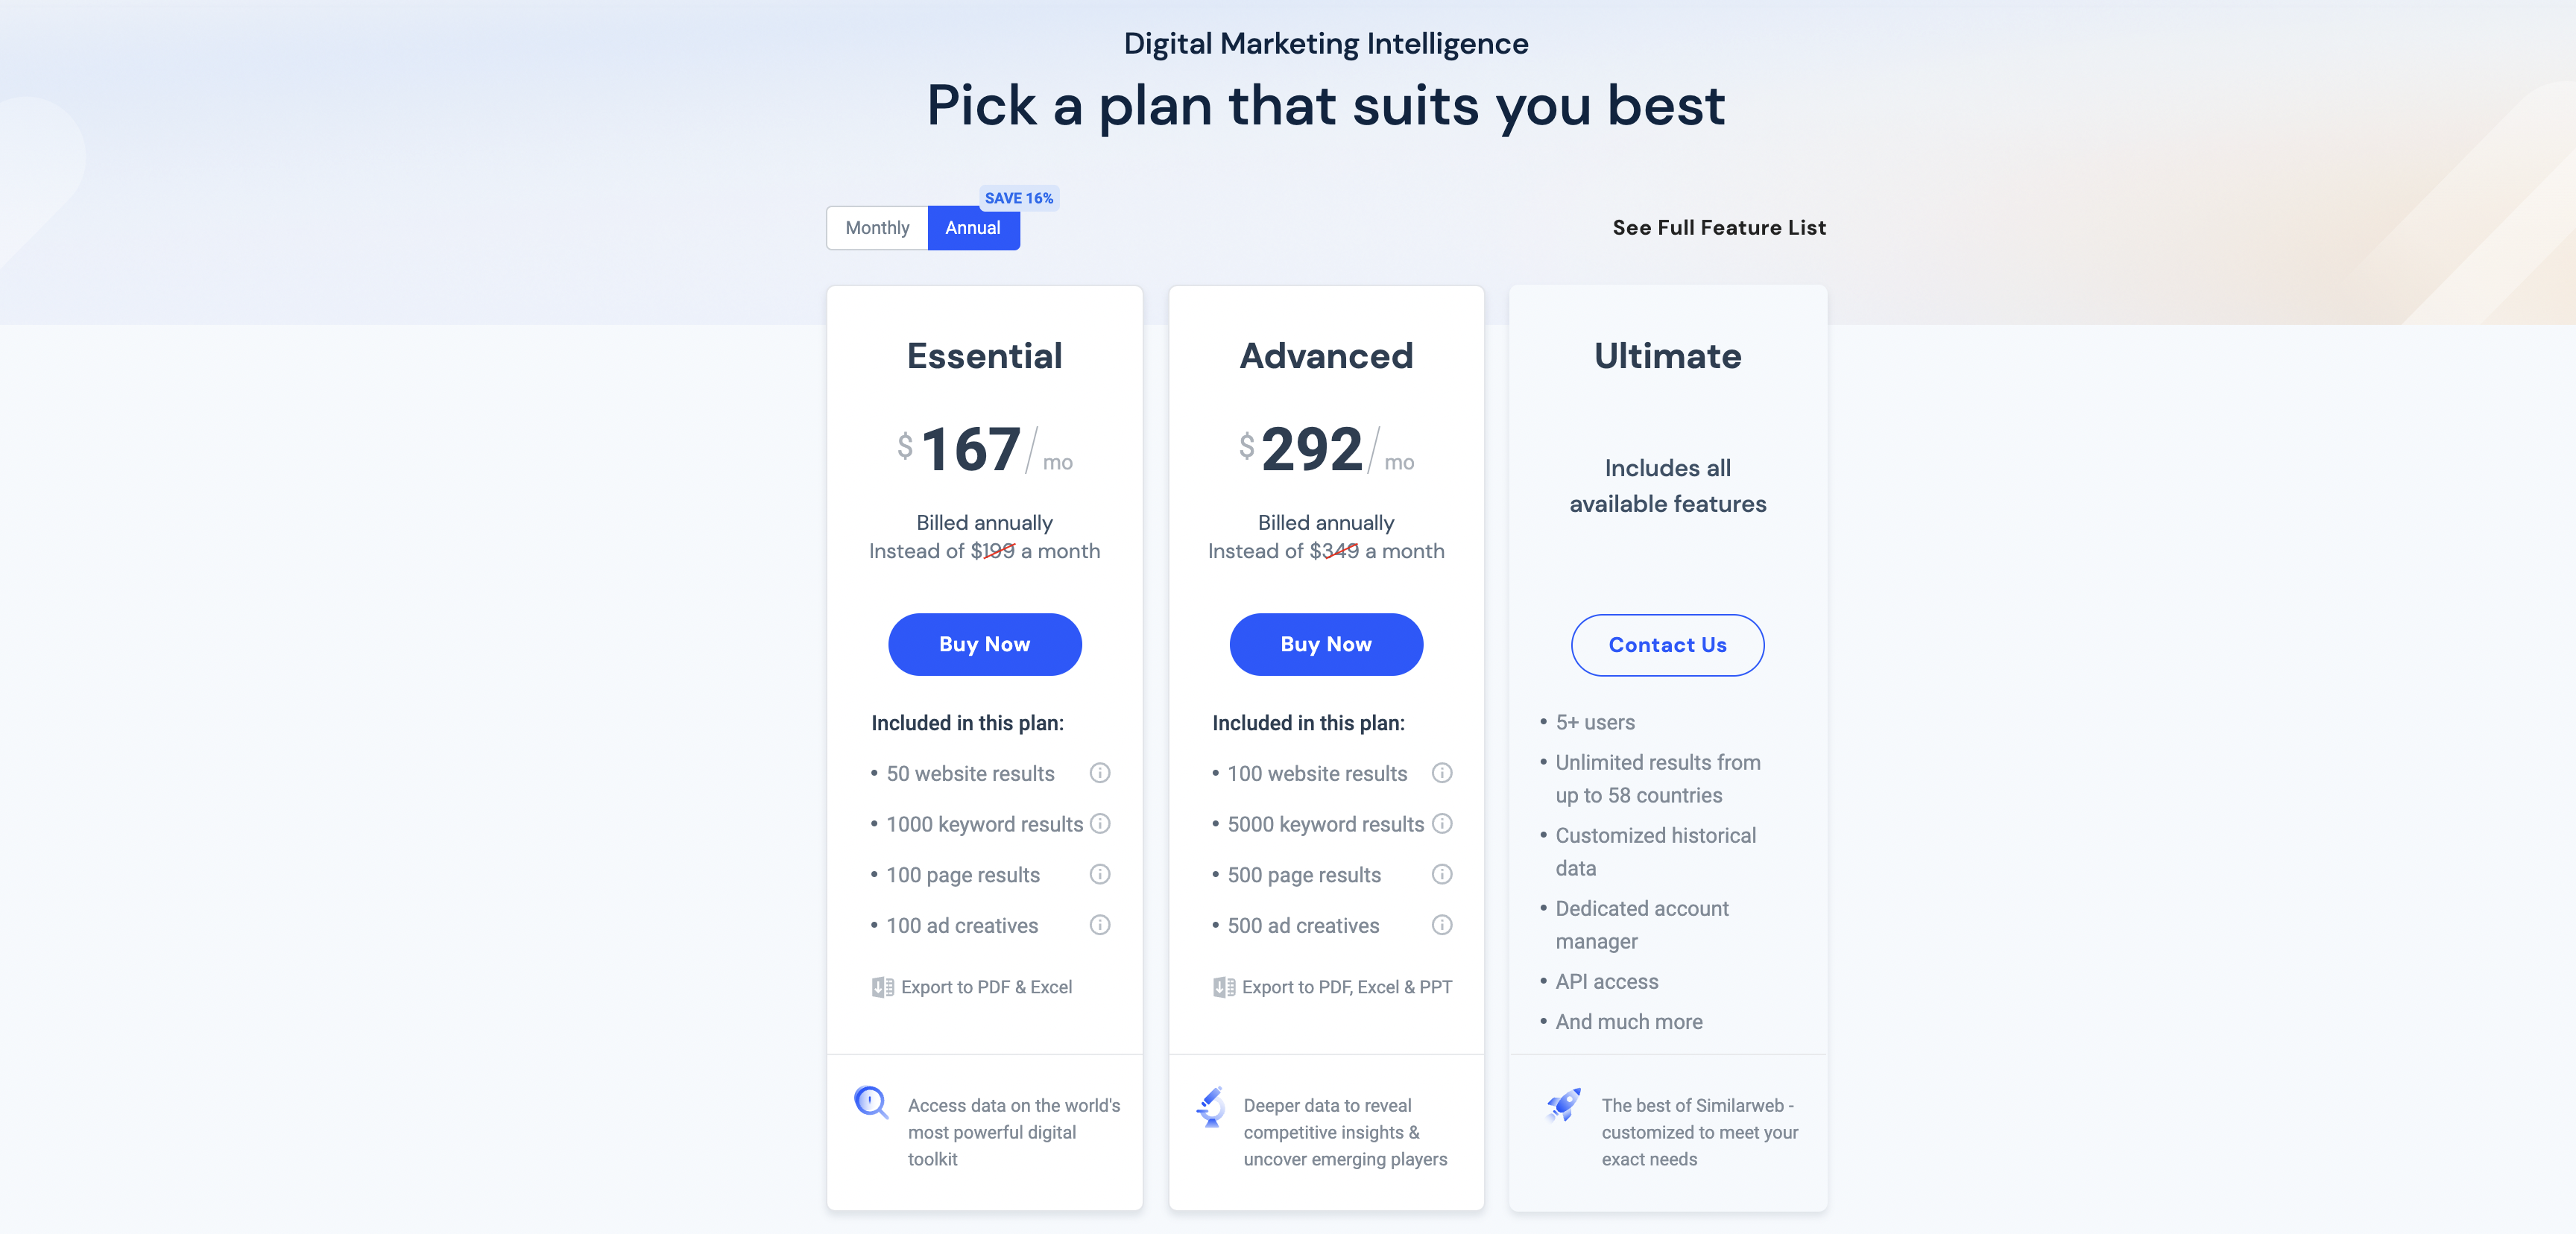 Digital Marketing Intelligence
Pick a plan that suits you best
SAVE 16%
Monthly
Annual
See Full Feature List
Essential
$167/mo
Billed annually
Instead of $199 a month
Buy Now
Included in this plan:
• 50 website results
• 1000 keyword results
• 100 page results
• 100 ad creatives
Export to PDF & Excel
Access data on the world's
most powerful digital
toolkit
Advanced
$292/mo
Billed annually
Instead of $349 a month
Buy Now
Included in this plan:
• 100 website results
• 5000 keyword results
• 500 page results
• 500 ad creatives
Export to PDF, Excel & PPT
Deeper data to reveal
competitive insights &
uncover emerging players
Ultimate
Includes all
available features
Contact Us
• 5+ users
• Unlimited results from
up to 58 countries
• Customized historical
data
• Dedicated account
manager
• API access
• And much more
The best of Similarweb -
customized to meet your
exact needs